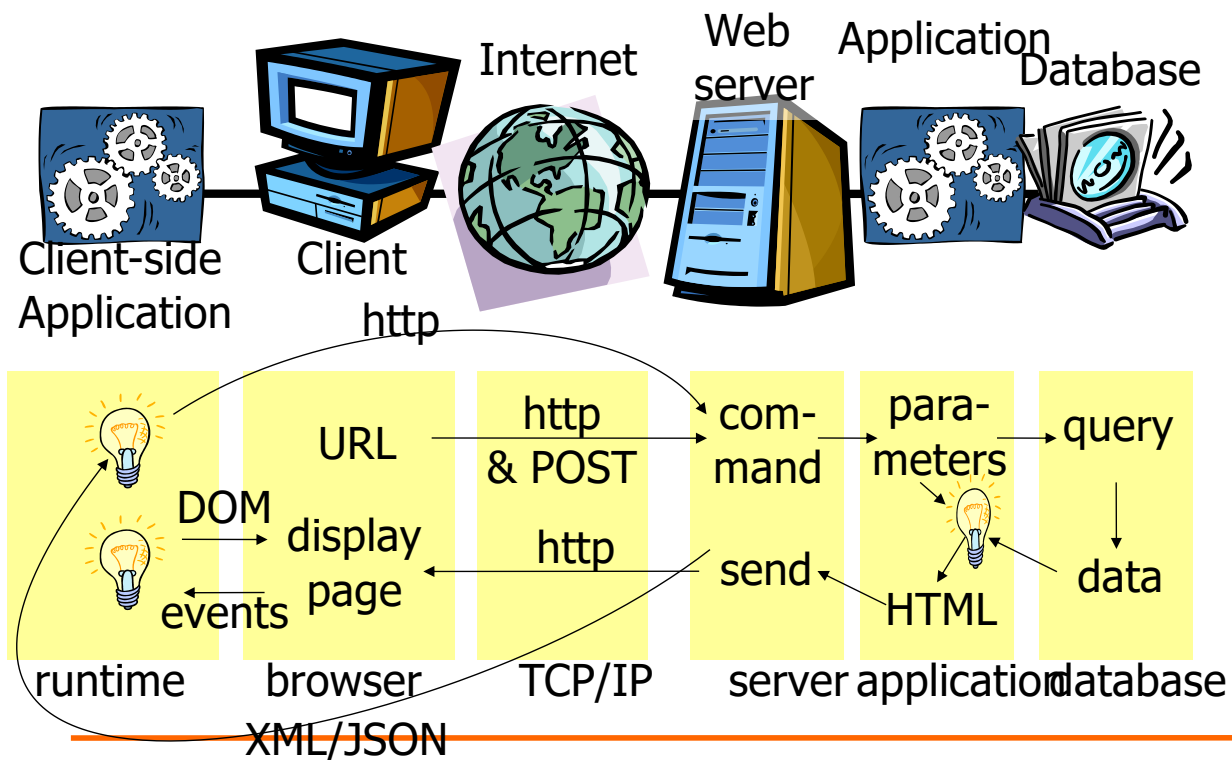 Internet
Web
server
Application
Database
Client-side
Application
Client
http
URL
http
& POST
com-
mand
para-
meters
query
DOM
display
page
events
http
send
HTML
data
runtime
browser
TCP/IP
server
application
database
XML/JSON